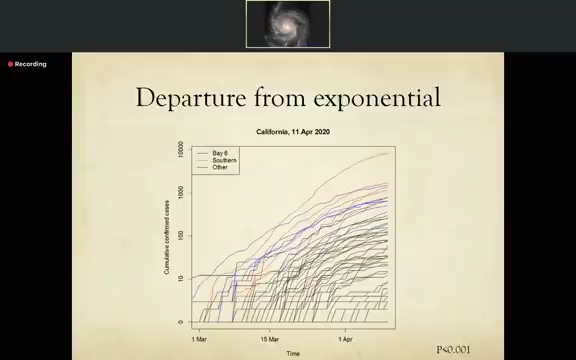 Recording
Departure from exponential
California, 11 Apr 2020
Bay 6
Southern
Other
Cumulative confirmed cases
10000
1000
100
10
0
1 Mar
15 Mar
1 Apr
Time
P<0.001